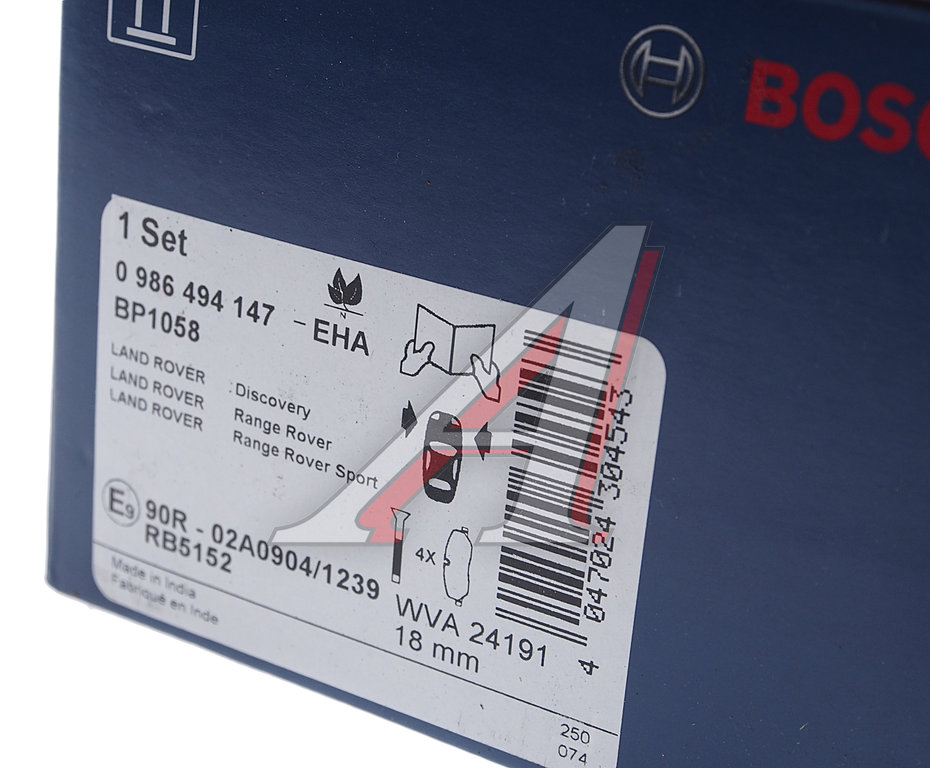 BOSC
1 Set
0 986 494 147 - EHA
N
BP1058
LAND ROVER : Discovery
LAND ROVER Range Rover
LAND ROVER Range Rover Sport
E9 90R - 02A0904/1239
RB5152
4X
Made in India
Fabriqué en Inde
WVA 24191
18 mm
4 047024 304543
250
074